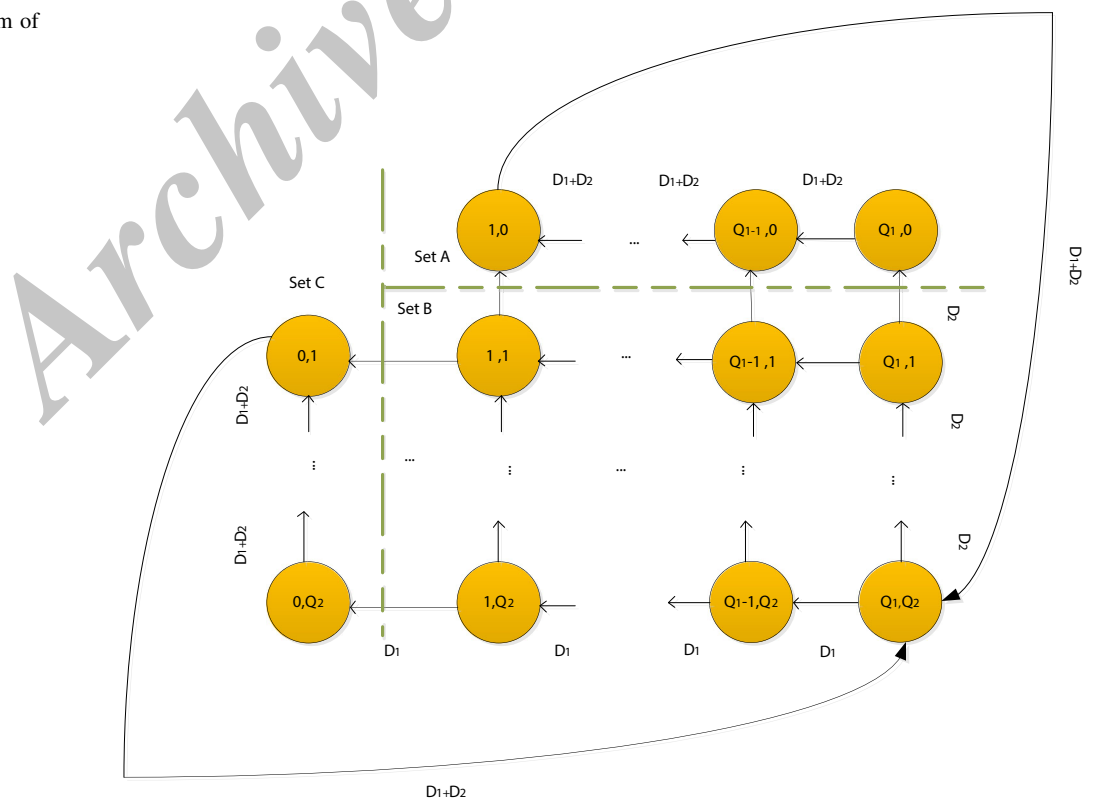 m of
Archive
D1+D2
D1+D2 D1+D2 D1+D2
1,0 ... Q1-1 ,0 Q1 ,0
Set A
D1+D2
Set C
Set B
D2
0,1 1 ,1 ... Q1-1 ,1 Q1 ,1
D1+D2
D2
... ... ... ... ... ...
D1+D2
D2
0,Q2 1,Q2 Q1-1,Q2 Q1,Q2
D1 D1 D1 D1
D1+D2